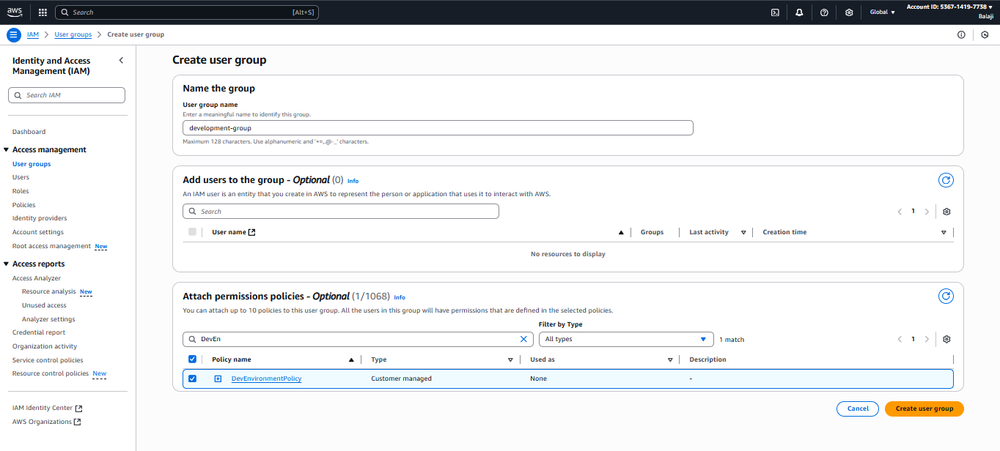 aws
Search [Alt+S]
Global ▼
Account ID: 5367-1419-7738 ▼
Balaji
IAM > User groups > Create user group
Identity and Access Management (IAM)
Search IAM
Dashboard
Access management
User groups
Users
Roles
Policies
Identity providers
Account settings
Root access management New
Access reports
Access Analyzer
Resource analysis New
Unused access
Analyzer settings
Credential report
Organization activity
Service control policies
Resource control policies New
IAM Identity Center
AWS Organizations
Create user group
Name the group
User group name
Enter a meaningful name to identify this group.
development-group
Maximum 128 characters. Use alphanumeric and '+=,.@-_' characters.
Add users to the group - Optional (0) Info
An IAM user is an entity that you create in AWS to represent the person or application that uses it to interact with AWS.
Search
1
User name Groups Last activity Creation time
No resources to display
Attach permissions policies - Optional (1/1068) Info
You can attach up to 10 policies to this user group. All the users in this group will have permissions that are defined in the selected policies.
Filter by Type
DevEn All types 1 match 1
Policy name Type Used as Description
DevEnvironmentPolicy Customer managed None -
Cancel Create user group